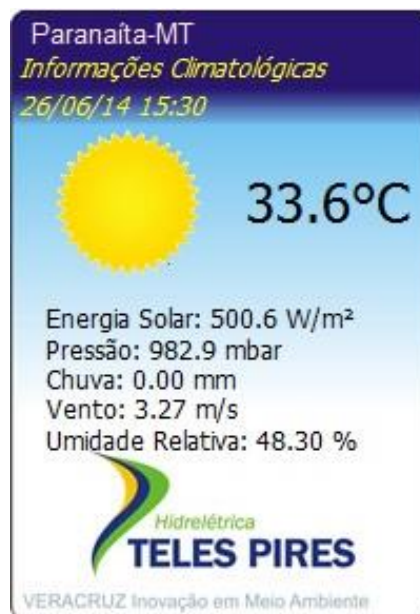 Paranaíta-MT
Informações Climatológicas
26/06/14 15:30
33.6°C
Energia Solar: 500.6 W/m²
Pressão: 982.9 mbar
Chuva: 0.00 mm
Vento: 3.27 m/s
Umidade Relativa: 48.30 %
Hidrelétrica
TELES PIRES
VERACRUZ Inovação em Meio Ambiente